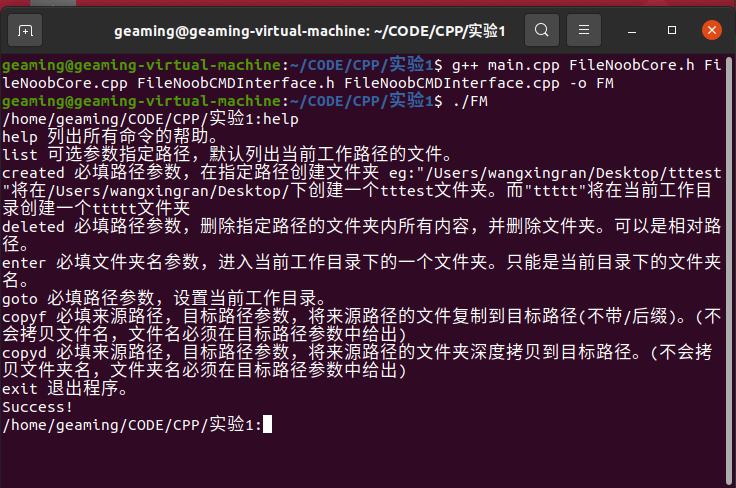 geaming@geaming-virtual-machine: ~/CODE/CPP/实验1
geaming@geaming-virtual-machine:~/CODE/CPP/实验1$ g++ main.cpp FileNoobCore.h Fi
leNoobCore.cpp FileNoobCMDInterface.h FileNoobCMDInterface.cpp -o FM
geaming@geaming-virtual-machine:~/CODE/CPP/实验1$ ./FM
/home/geaming/CODE/CPP/实验1:help
help 列出所有命令的帮助。
list 可选参数指定路径，默认列出当前工作路径的文件。
created 必填路径参数，在指定路径创建文件夹 eg:"/Users/wangxingran/Desktop/tttest
"将在/Users/wangxingran/Desktop/下创建一个tttest文件夹。而"ttttt"将在当前工作目
录创建一个ttttt文件夹
deleted 必填路径参数，删除指定路径的文件夹内所有内容，并删除文件夹。可以是相对路
径。
enter 必填文件夹名参数，进入当前工作目录下的一个文件夹。只能是当前目录下的文件夹
名。
goto 必填路径参数，设置当前工作目录。
copyf 必填来源路径，目标路径参数，将来源路径的文件复制到目标路径(不带/后缀)。(不
会拷贝文件名，文件名必须在目标路径参数中给出)
copyd 必填来源路径，目标路径参数，将来源路径的文件夹深度拷贝到目标路径。(不会拷
贝文件夹名，文件夹名必须在目标路径参数中给出)
exit 退出程序。
Success!
/home/geaming/CODE/CPP/实验1: